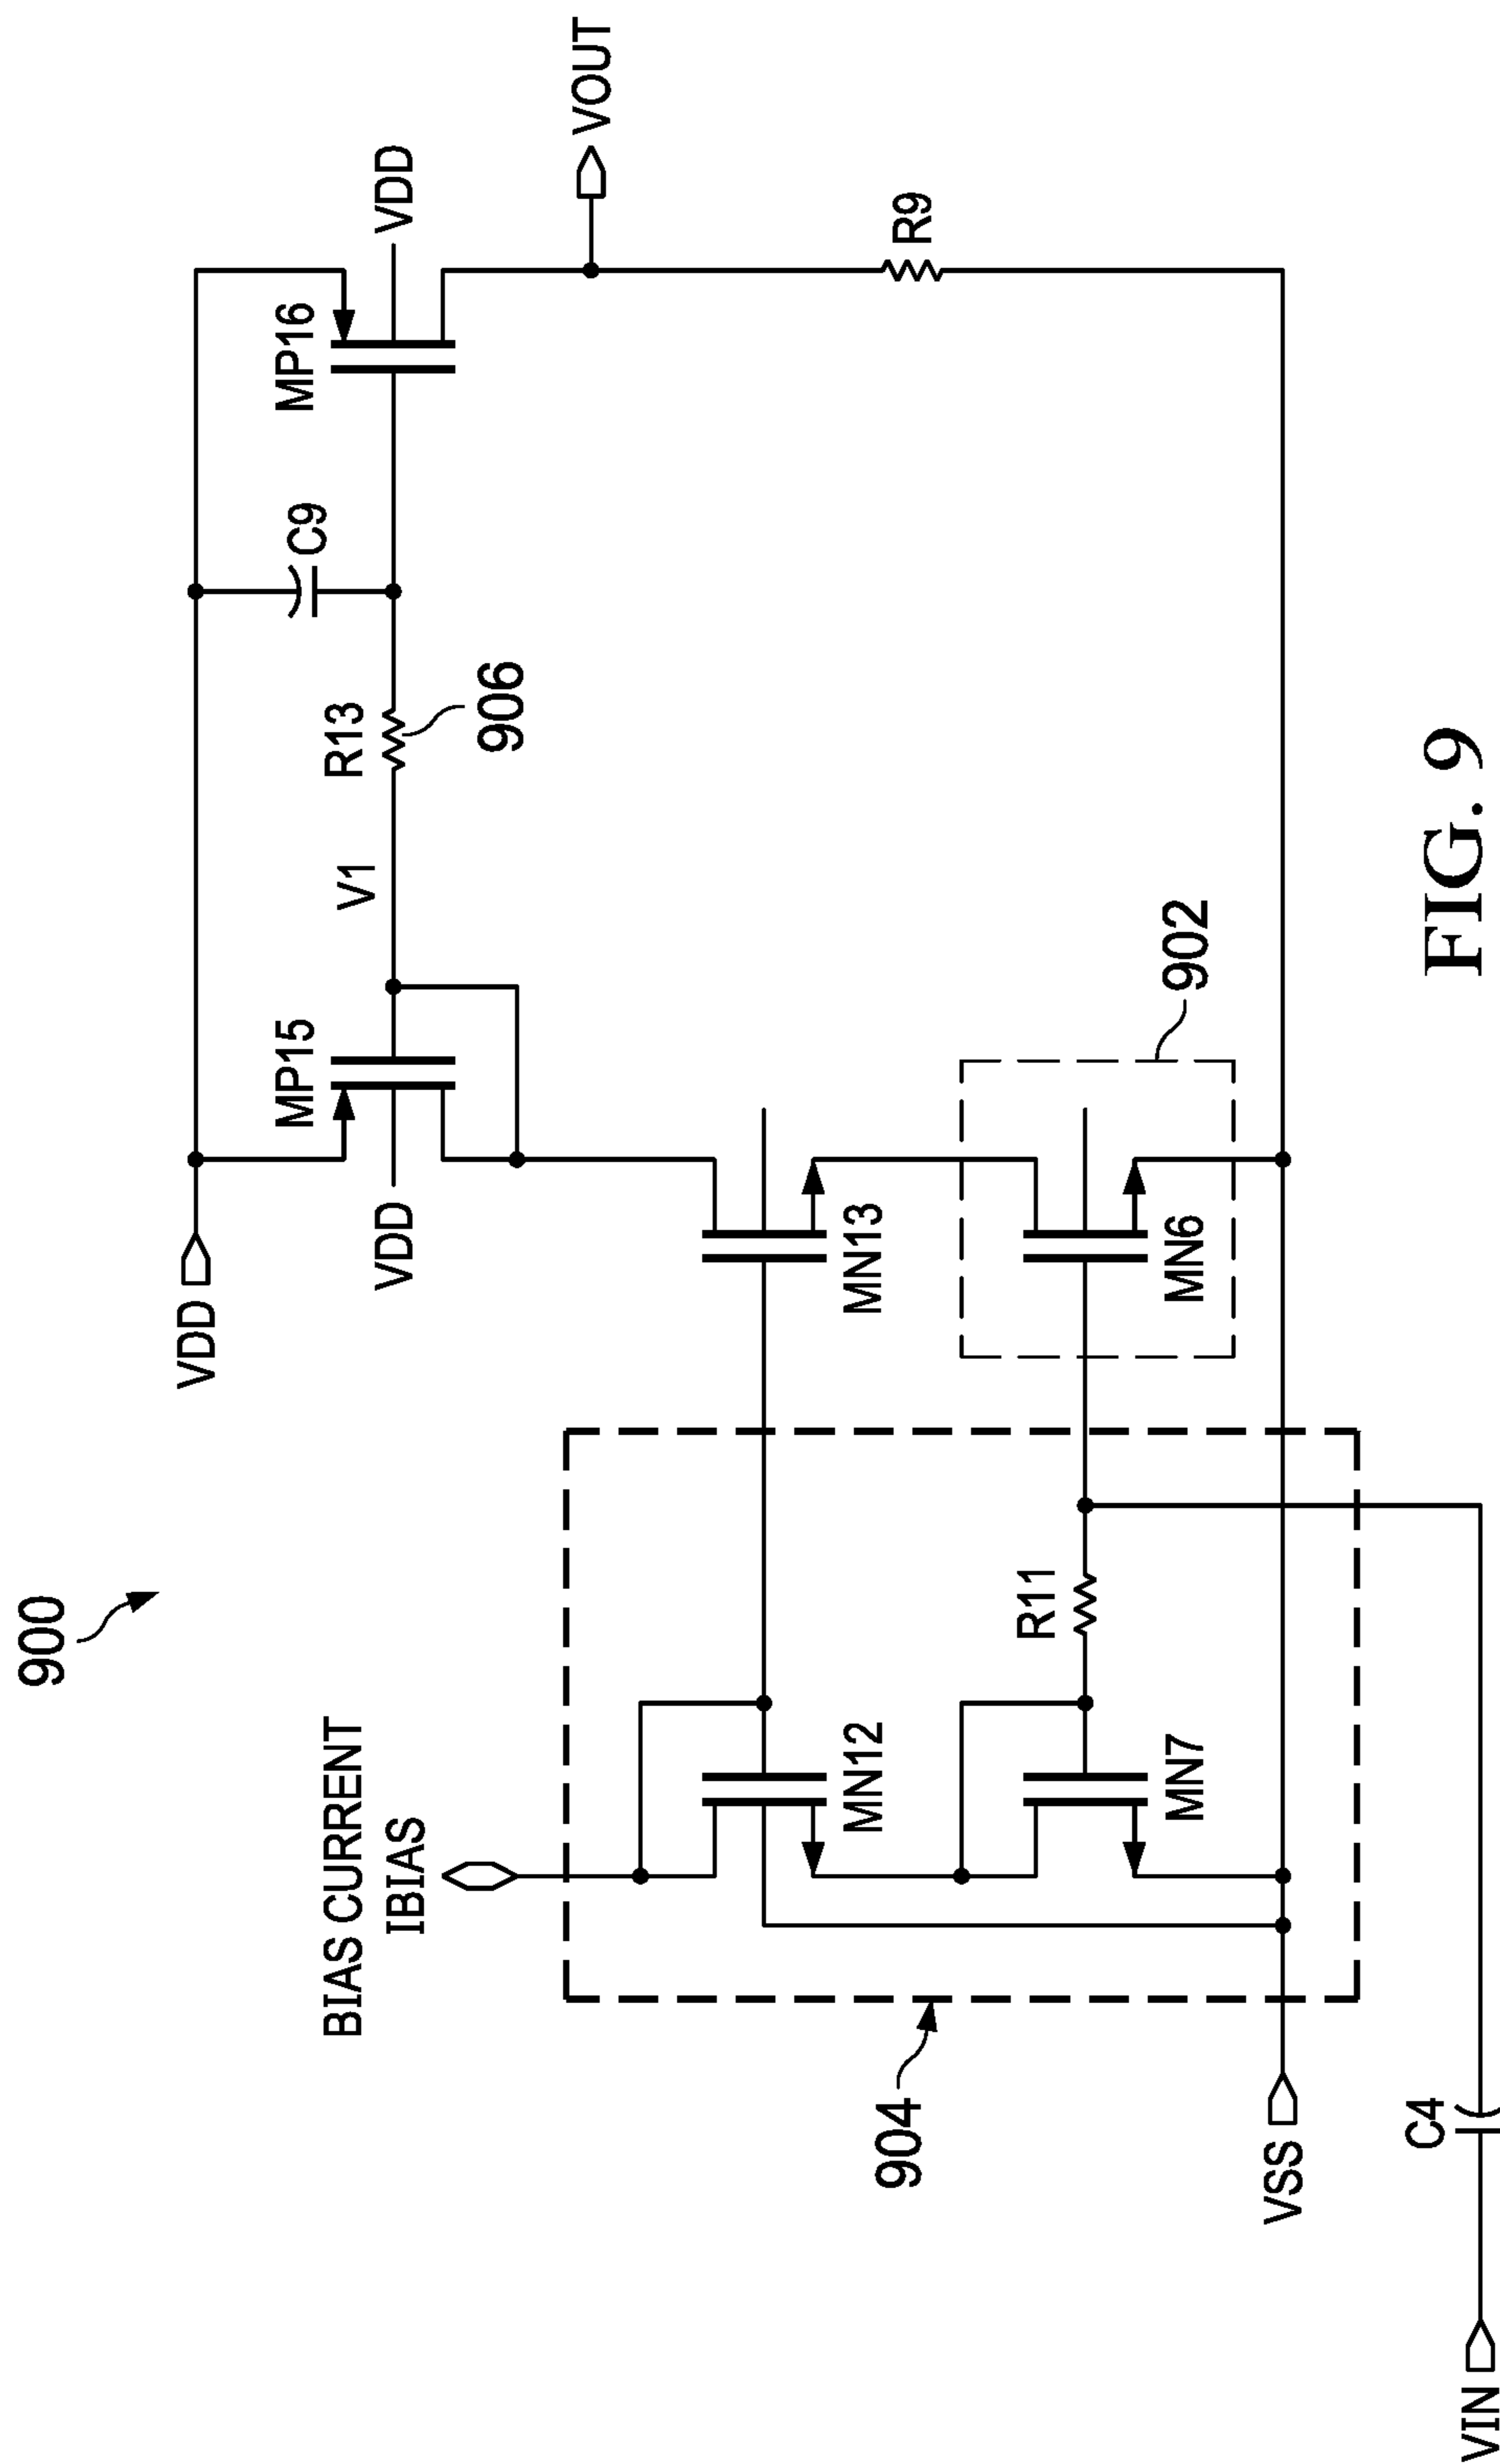 900
BIAS CURRENT
IBIAS
VDD
MP15
VDD
V1
R13
906
C9
MP16
VDD
VOUT
R9
MN12
MN13
R11
MN7
MN6
902
904
VSS
C4
VIN
FIG. 9